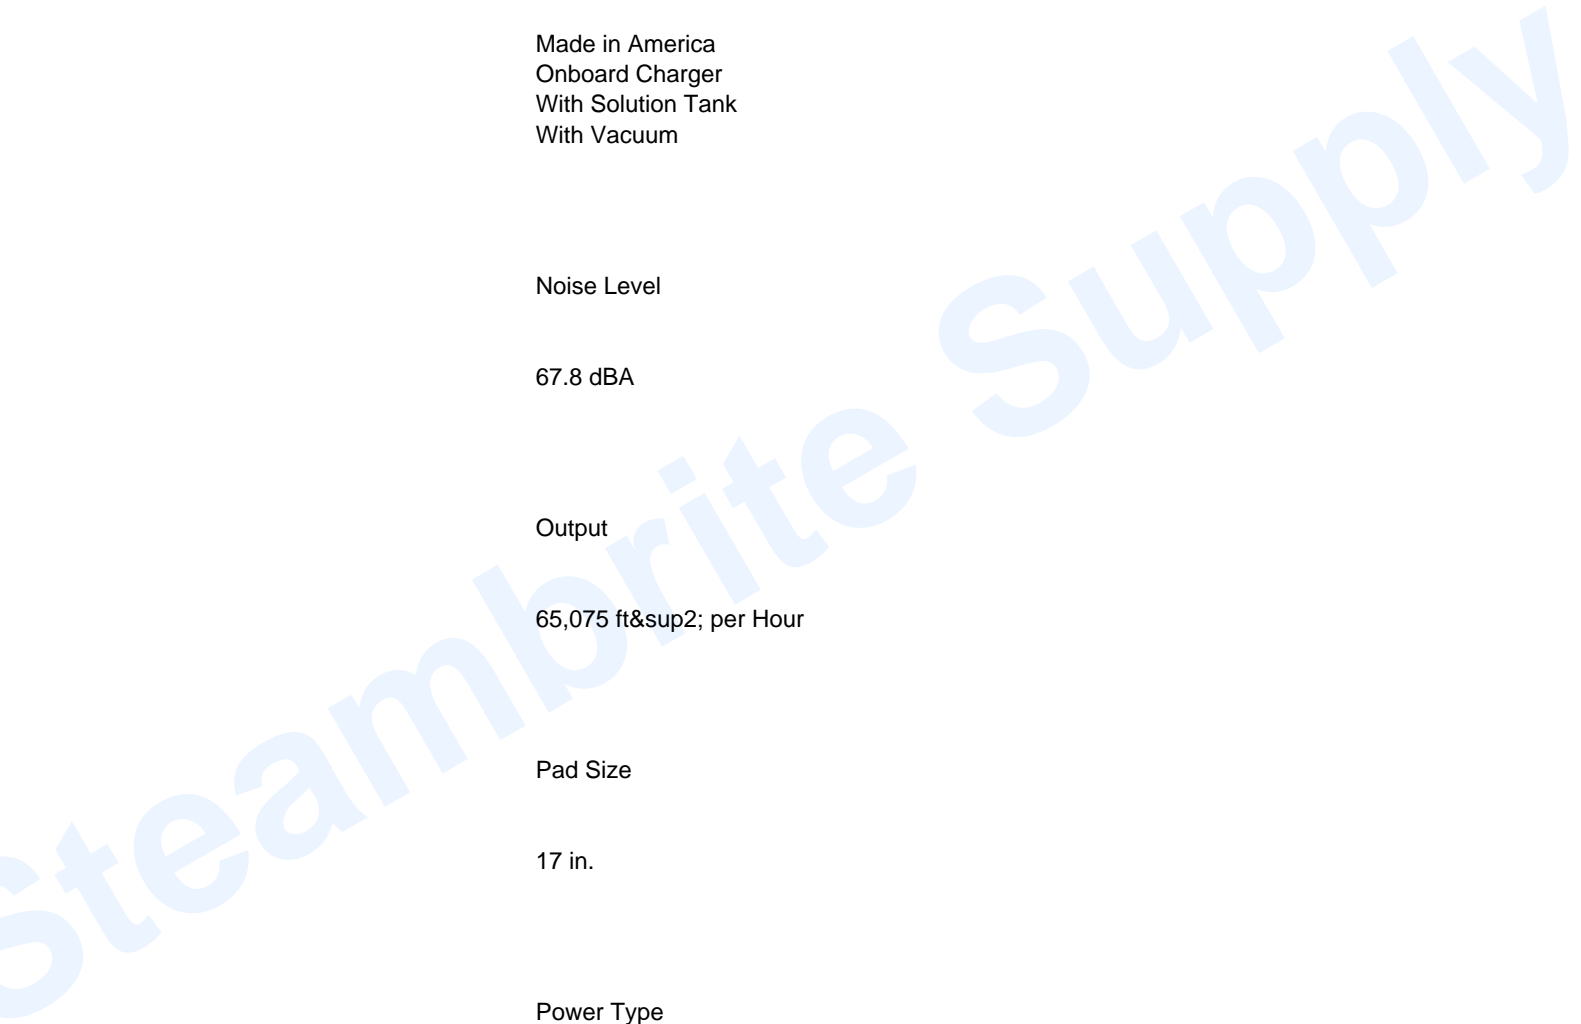 Made in America
Onboard Charger
With Solution Tank
With Vacuum
Noise Level
67.8 dBA
Output
65,075 ft&sup2; per Hour
Pad Size
17 in.
Power Type
Steambrite Supply